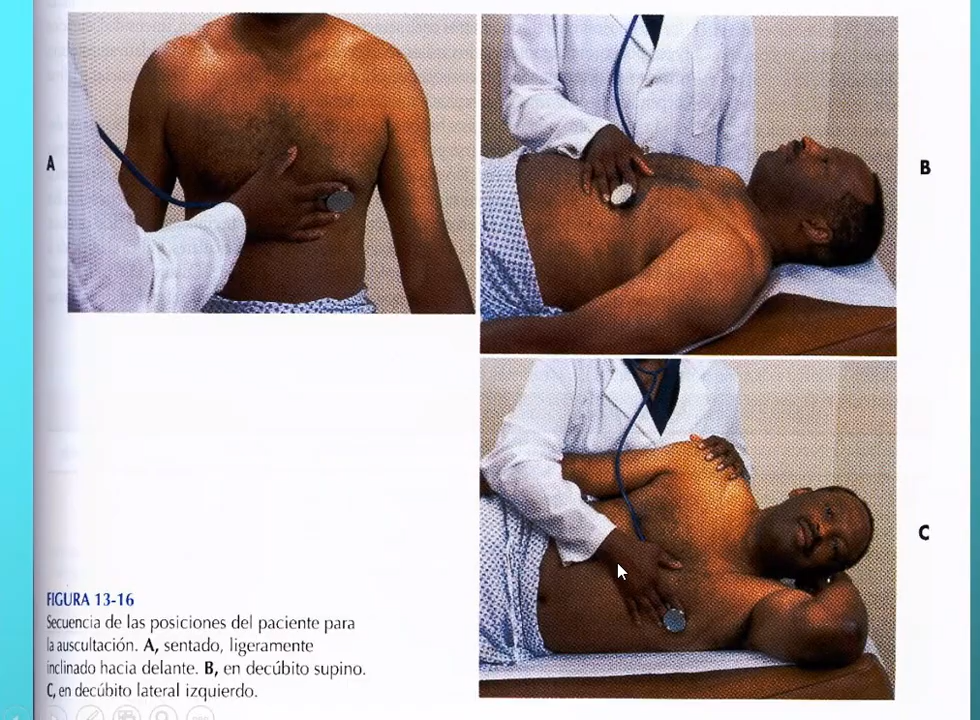 A
B
C
FIGURA 13-16
Secuencia de las posiciones del paciente para
la auscultación. A, sentado, ligeramente
inclinado hacia delante. B, en decúbito supino.
C, en decúbito lateral izquierdo.